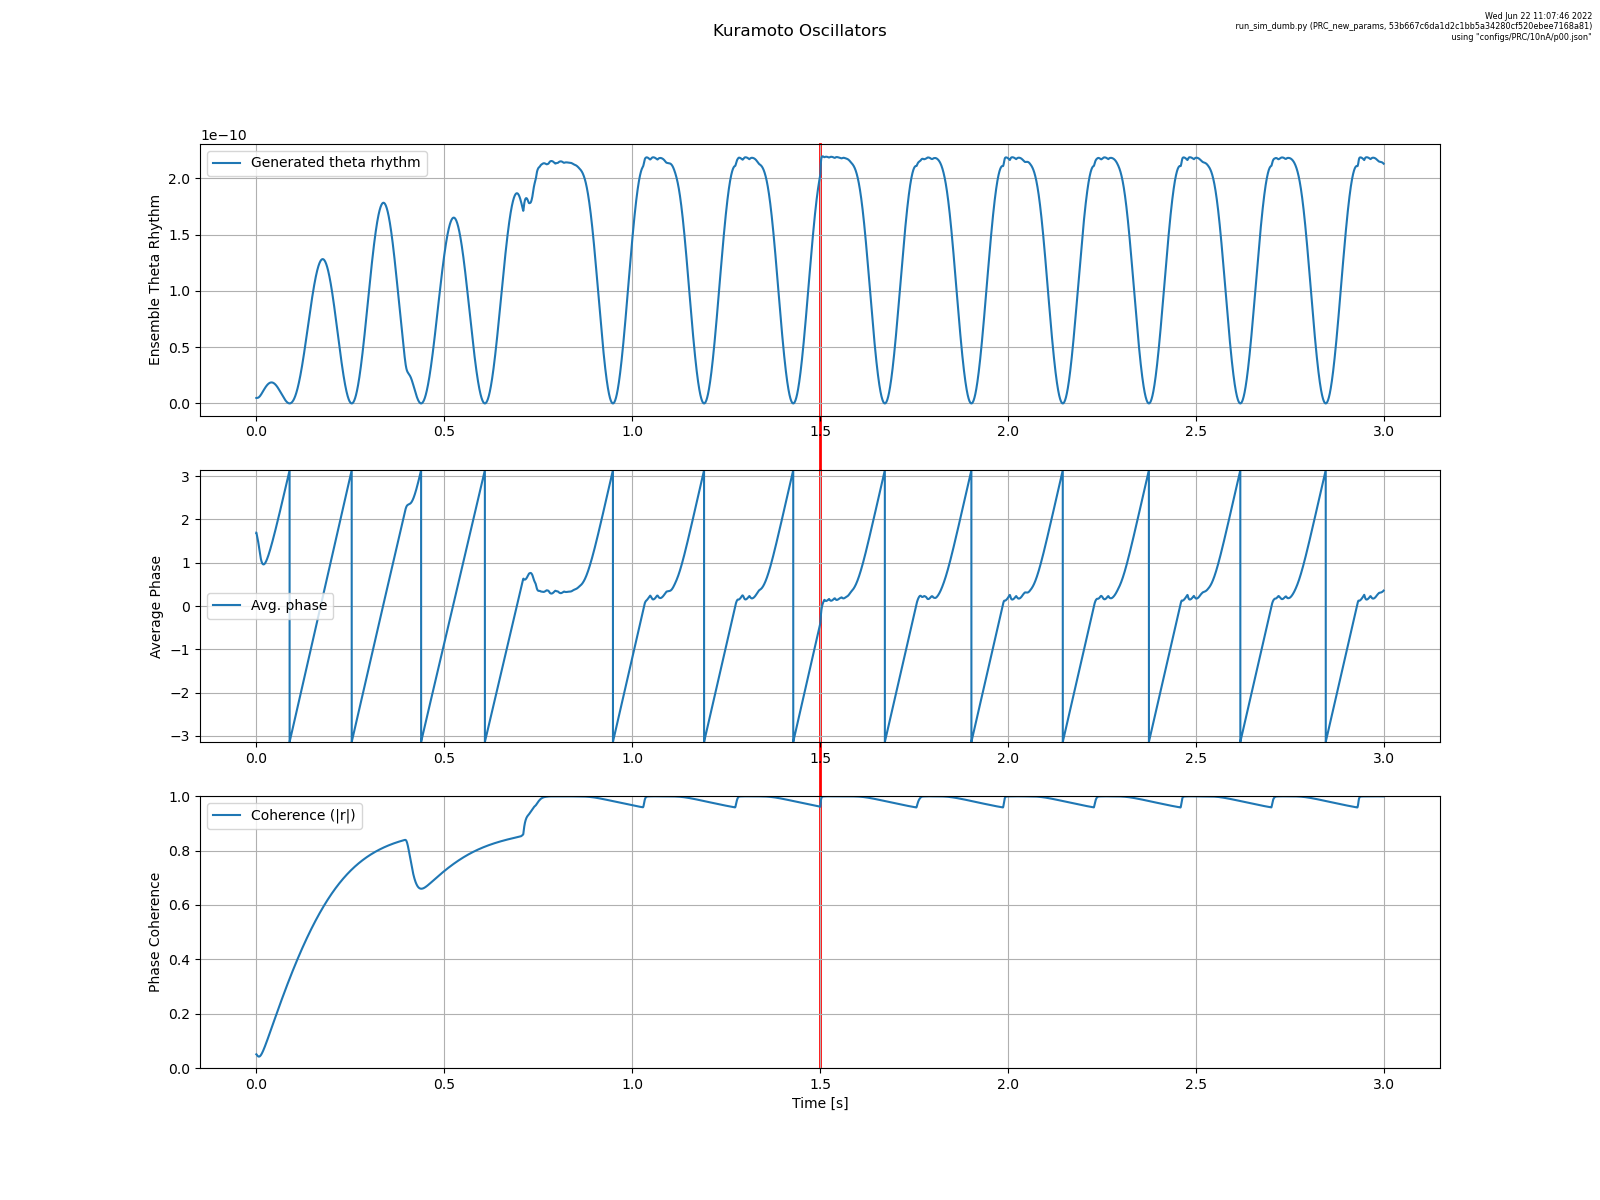 Wed Jun 22 11:07:46 2022
run_sim_dumb.py (PRC_new_params, 53b667c6da1d2c1bb5a34280cf520ebee7168a81)
using "configs/PRC/10nA/p00.json"
Kuramoto Oscillators
1e−10
Generated theta rhythm
Ensemble Theta Rhythm
2.0
1.5
1.0
0.5
0.0
0.0 0.5 1.0 1.5 2.0 2.5 3.0
Avg. phase
Average Phase
3
2
1
0
−1
−2
−3
0.0 0.5 1.0 1.5 2.0 2.5 3.0
Coherence (|r|)
Phase Coherence
1.0
0.8
0.6
0.4
0.2
0.0
0.0 0.5 1.0 1.5 2.0 2.5 3.0
Time [s]